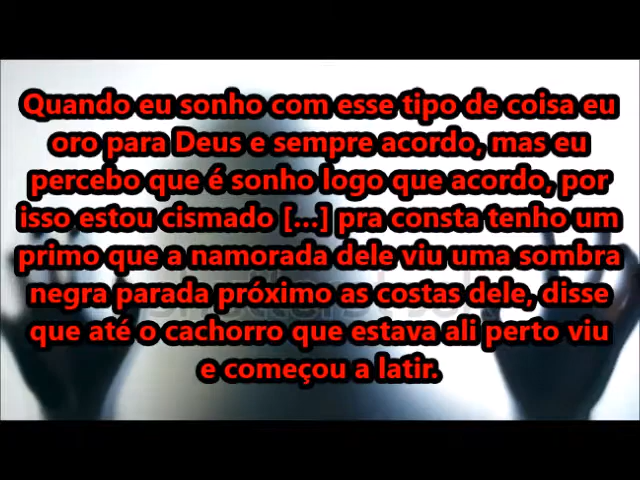 Quando eu sonho com esse tipo de coisa eu
oro para Deus e sempre acordo, mas eu
percebo que é sonho logo que acordo, por
isso estou cismado [...] pra consta tenho um
primo que a namorada dele viu uma sombra
negra parada próximo as costas dele, disse
que até o cachorro que estava ali perto viu
e começou a latir.